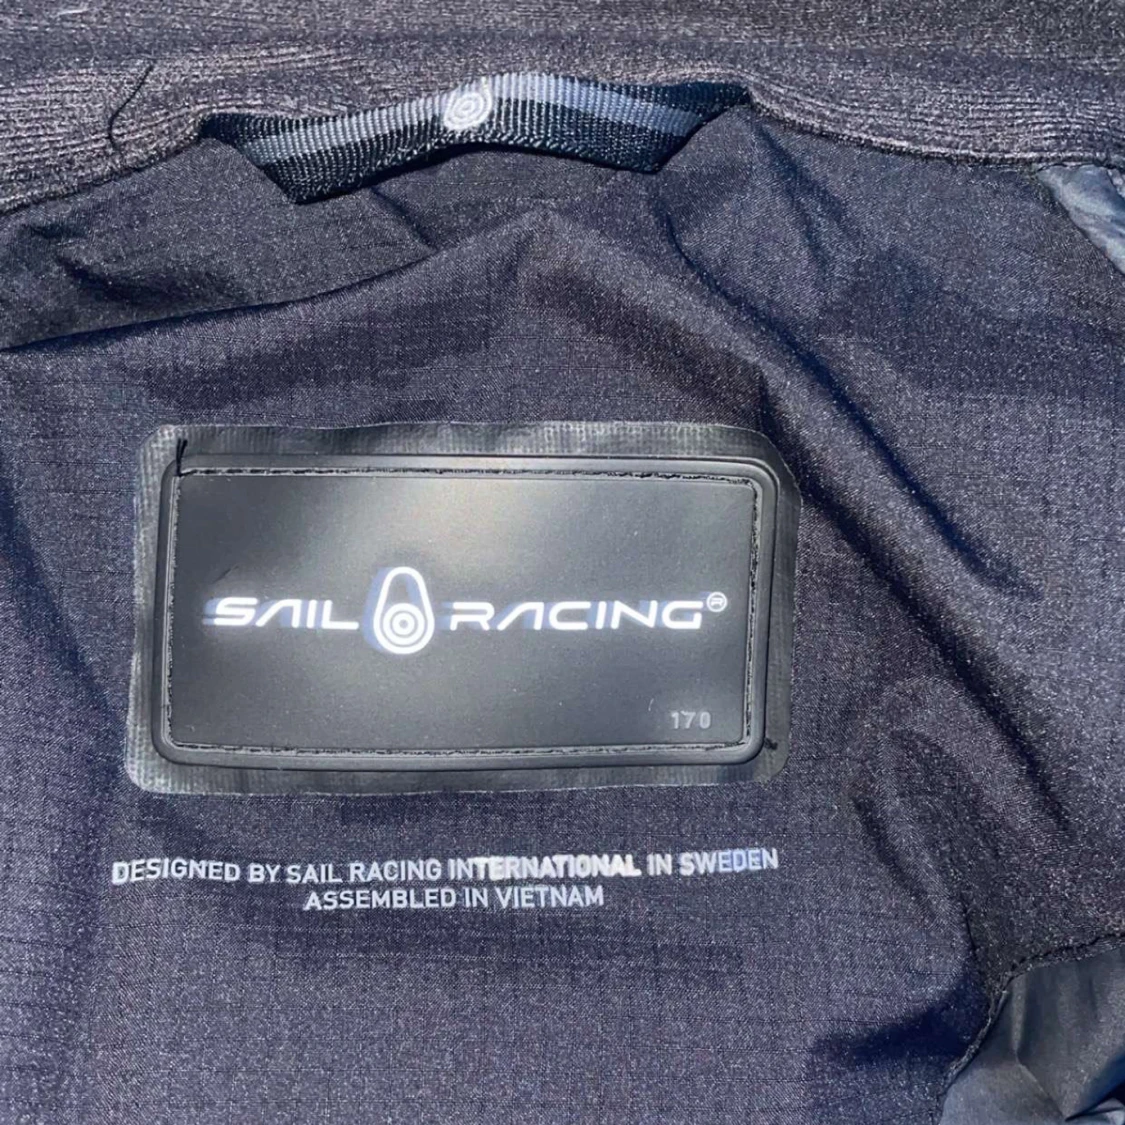 SAIL RACING®
170
DESIGNED BY SAIL RACING INTERNATIONAL IN SWEDEN
ASSEMBLED IN VIETNAM